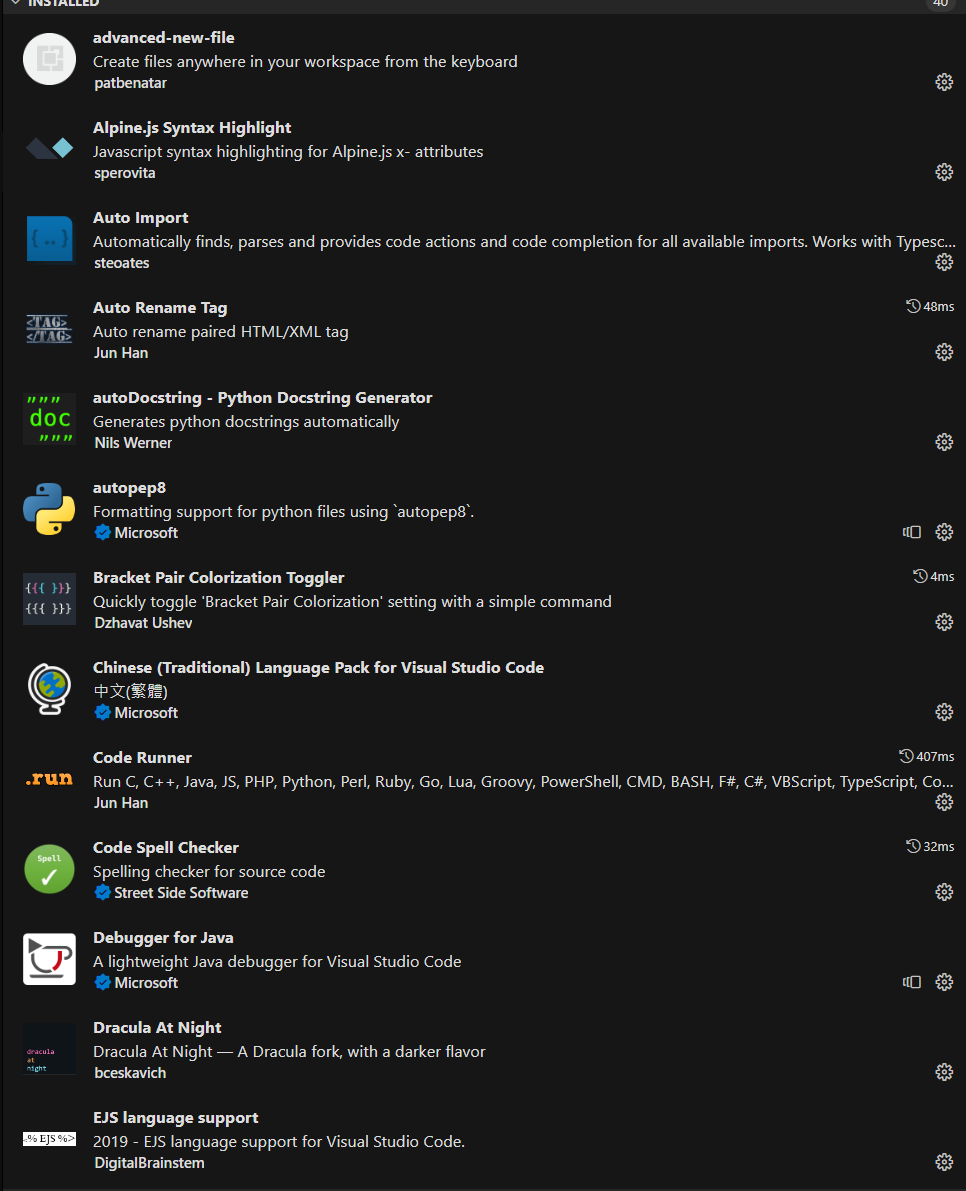 INSTALLED 40
advanced-new-file
Create files anywhere in your workspace from the keyboard
patbenatar
Alpine.js Syntax Highlight
Javascript syntax highlighting for Alpine.js x- attributes
sperovita
{..}
Auto Import
Automatically finds, parses and provides code actions and code completion for all available imports. Works with Typesc...
steoates
<TAG>
</TAG>
Auto Rename Tag 48ms
Auto rename paired HTML/XML tag
Jun Han
"""
doc
"""
autoDocstring - Python Docstring Generator
Generates python docstrings automatically
Nils Werner
autopep8
Formatting support for python files using `autopep8`.
Microsoft
{{{ }}}
{{{ }}}
Bracket Pair Colorization Toggler 4ms
Quickly toggle 'Bracket Pair Colorization' setting with a simple command
Dzhavat Ushev
Chinese (Traditional) Language Pack for Visual Studio Code
中文(繁體)
Microsoft
.run
Code Runner 407ms
Run C, C++, Java, JS, PHP, Python, Perl, Ruby, Go, Lua, Groovy, PowerShell, CMD, BASH, F#, C#, VBScript, TypeScript, Co...
Jun Han
Spell
Code Spell Checker 32ms
Spelling checker for source code
Street Side Software
Debugger for Java
A lightweight Java debugger for Visual Studio Code
Microsoft
dracula
at
night
Dracula At Night
Dracula At Night — A Dracula fork, with a darker flavor
bceskavich
<% EJS %>
EJS language support
2019 - EJS language support for Visual Studio Code.
DigitalBrainstem